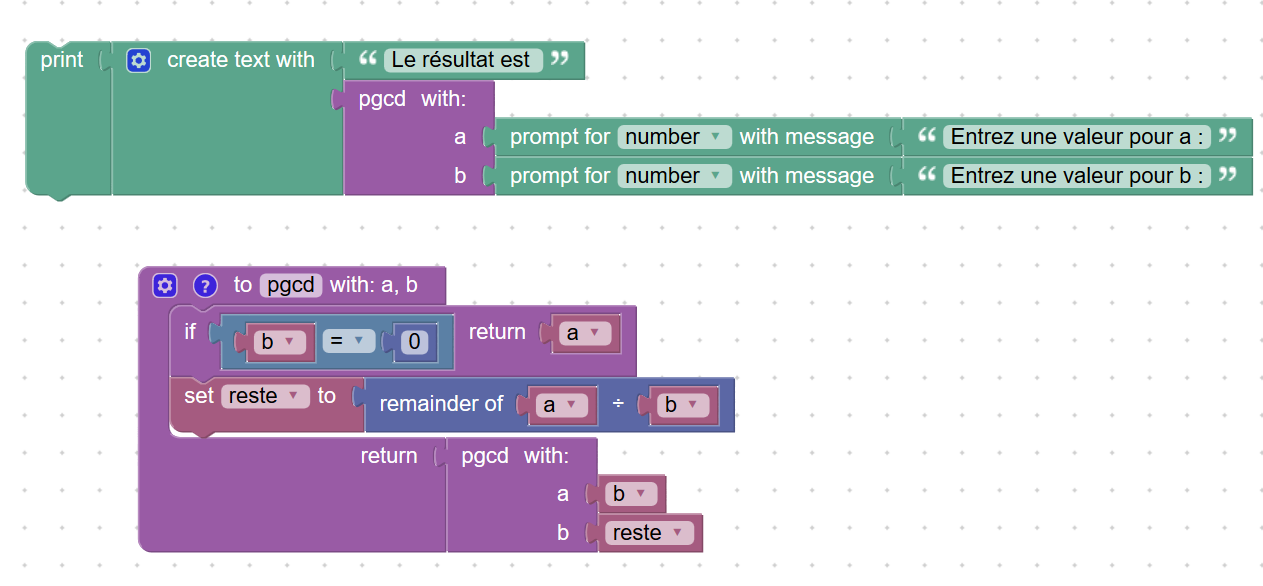 print create text with “ Le résultat est ”
pgcd with:
a prompt for number with message “ Entrez une valeur pour a : ”
b prompt for number with message “ Entrez une valeur pour b : ”
? to pgcd with: a, b
if b = 0 return a
set reste to remainder of a ÷ b
return pgcd with:
a b
b reste